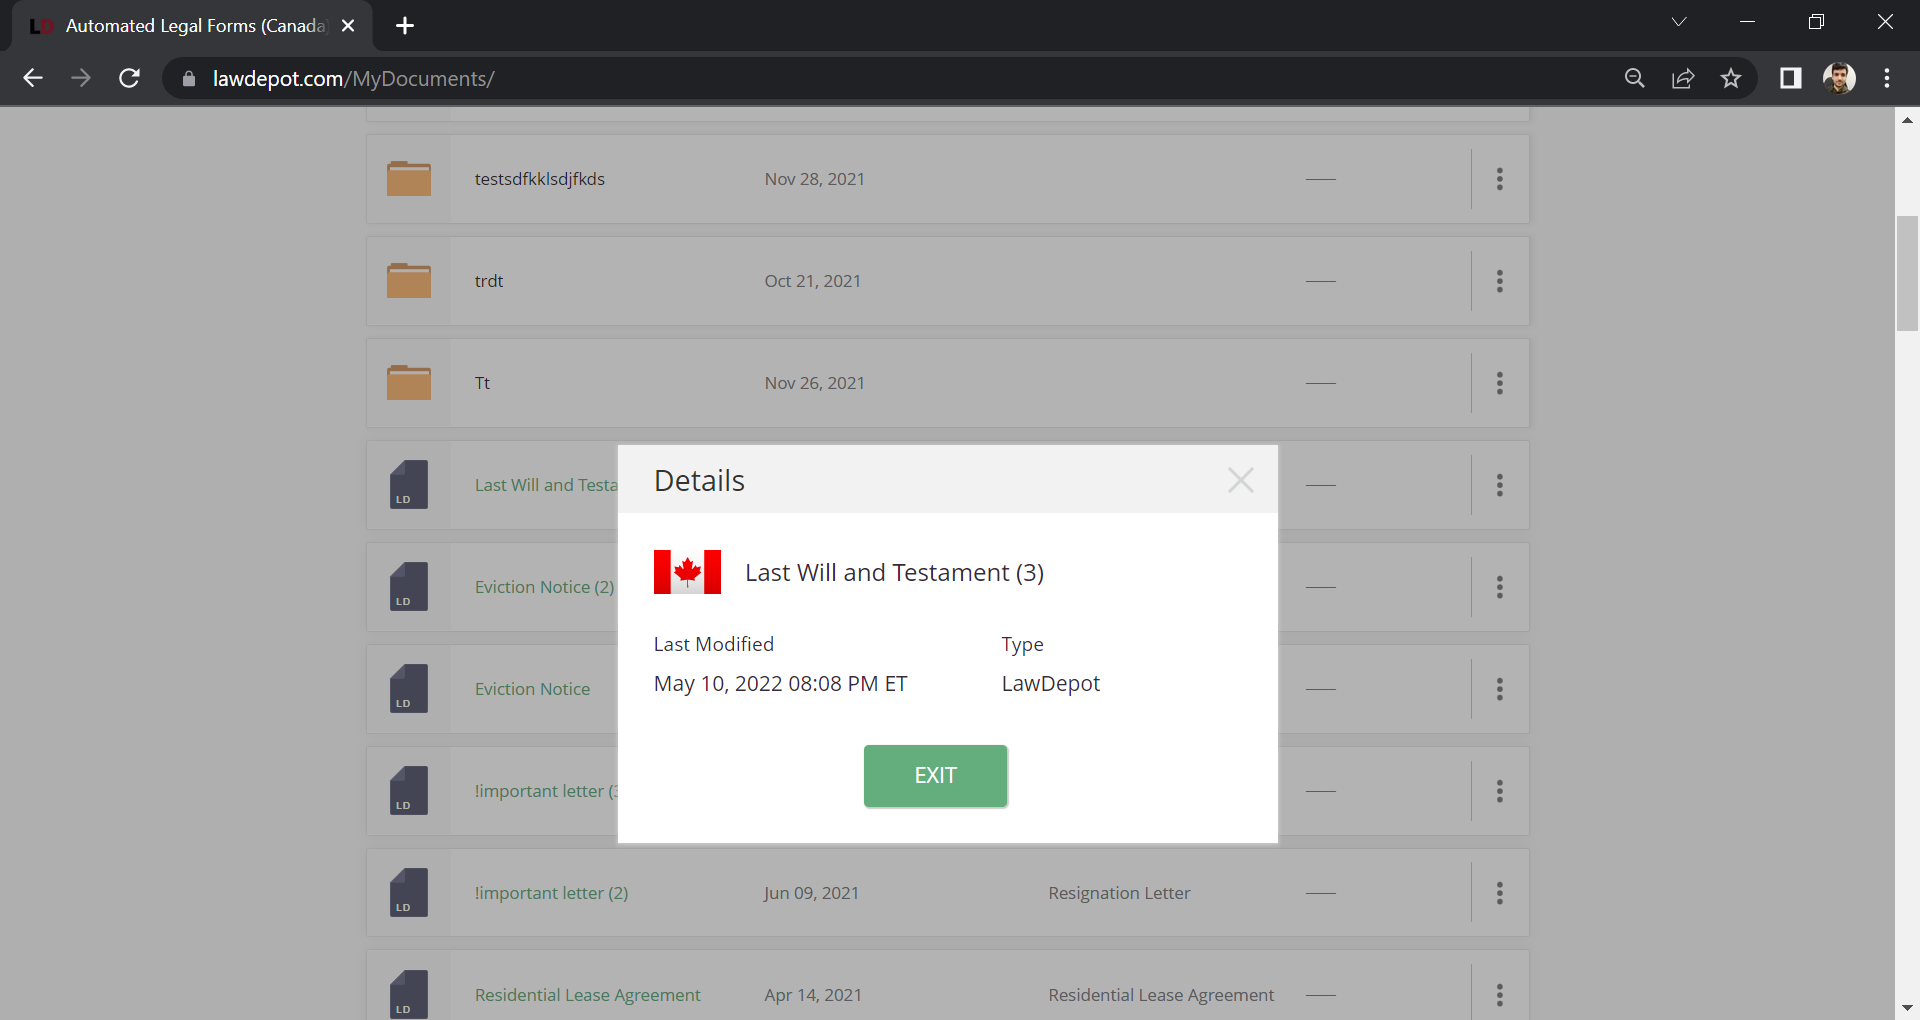 LD Automated Legal Forms (Canada)
lawdepot.com/MyDocuments/
testsdfkklsdjfkds Nov 28, 2021
trdt Oct 21, 2021
Tt Nov 26, 2021
LD Last Will and Testa
Details
Last Will and Testament (3)
LD Eviction Notice (2)
Last Modified Type
May 10, 2022 08:08 PM ET LawDepot
LD Eviction Notice
EXIT
LD !important letter (3
LD !important letter (2) Jun 09, 2021 Resignation Letter
LD Residential Lease Agreement Apr 14, 2021 Residential Lease Agreement